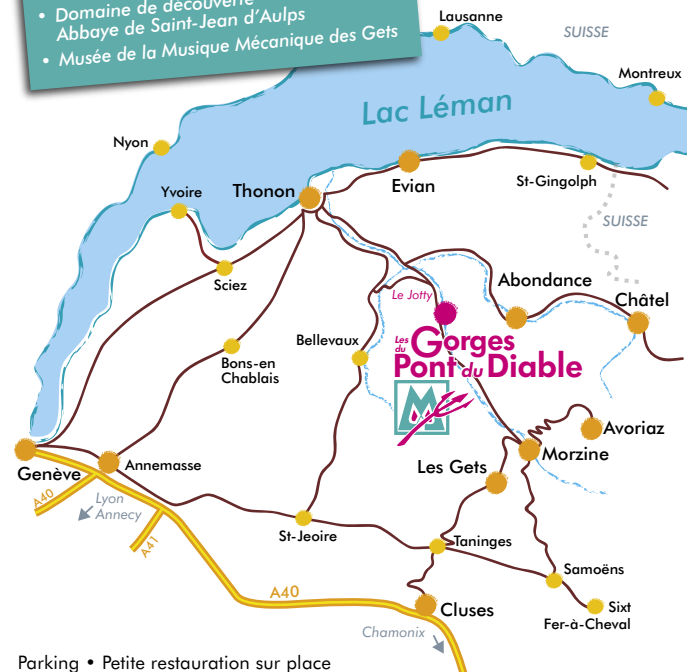 • Domaine de découverte
Abbaye de Saint-Jean d’Aulps
• Musée de la Musique Mécanique des Gets
Lausanne
SUISSE
Montreux
Lac Léman
Nyon
Yvoire
Thonon
Evian
St-Gingolph
SUISSE
Sciez
Le Jotty
Abondance
Châtel
Bellevaux
Les Gorges
du Pont du Diable
Bons-en
Chablais
Avoriaz
Morzine
Genève
Annemasse
Les Gets
A40
Lyon
Annecy
A41
St-Jeoire
Taninges
Samoëns
A40
Cluses
Sixt
Fer-à-Cheval
Chamonix
Parking • Petite restauration sur place